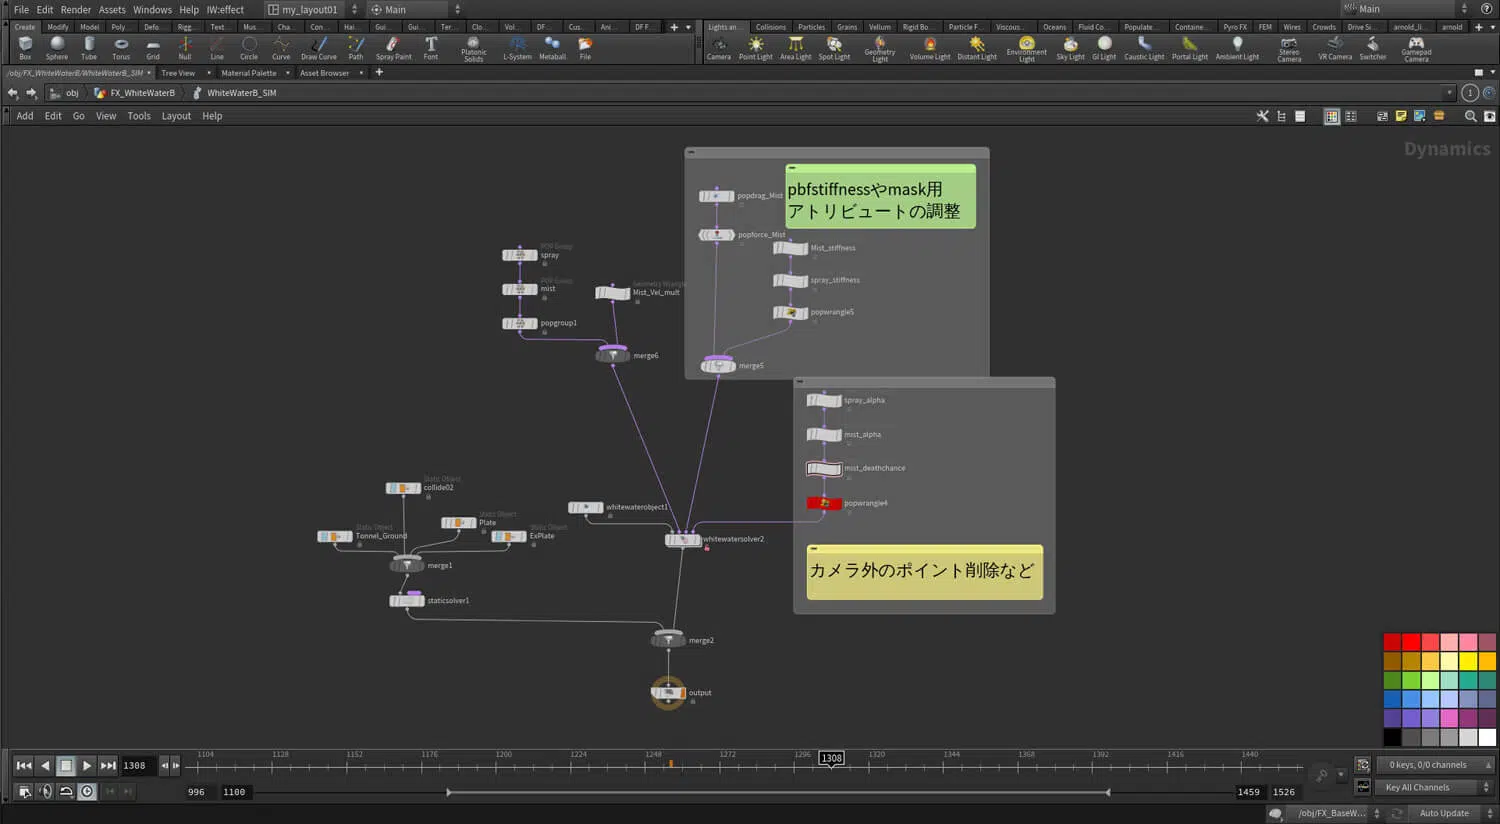 File Edit Render Assets Windows Help IW:effect my_layout01 Main Main
Create Modify Model Poly... Defo... Rigg... Text... Mus... Cha... Con... Hai... Gui... Gui... Ter... Clo... Vol... DF... Cus... Ani... DF F Lights an... Collisions Particles Grains Vellum Rigid Bo... Particle F... Viscous... Oceans Fluid Co... Populate... Containe... Pyro FX FEM Wires Crowds Drive Si... arnold_li... arnold
Box Sphere Tube Torus Grid Null Line Circle Curve Draw Curve Path Spray Paint Font Platonic Solids L-System Metaball File Camera Point Light Area Light Spot Light Geometry Light Volume Light Distant Light Environment Light Sky Light GI Light Caustic Light Portal Light Ambient Light Stereo Camera VR Camera Switcher Gamepad Camera
/obj/FX_WhiteWaterB/WhiteWaterB_SIM Tree View Material Palette Asset Browser
obj FX_WhiteWaterB WhiteWaterB_SIM 1
Add Edit Go View Tools Layout Help
Dynamics
pbfstiffnessやmask用
アトリビュートの調整
popdrag_Mist
popforce_Mist
Mist_stiffness
spray_stiffness
popwrangle5
merge5
POP Group
spray
POP Group
mist
popgroup1
Geometry Wrangle
Mist_Vel_mult
merge6
spray_alpha
mist_alpha
mist_deathchance
popwrangle4
カメラ外のポイント削除など
Static Object
collide02
Static Object
Plate
Static Object
Tonnel_Ground
Static Object
ExPlate
merge1
staticsolver1
whitewaterobject1
whitewatersolver2
merge2
output
1104 1128 1152 1176 1200 1224 1248 1272 1296 1320 1344 1368 1392 1416 1440
1308 1308 0 keys, 0/0 channels
996 1100 1459 1526 Key All Channels
/obj/FX_BaseW... Auto Update